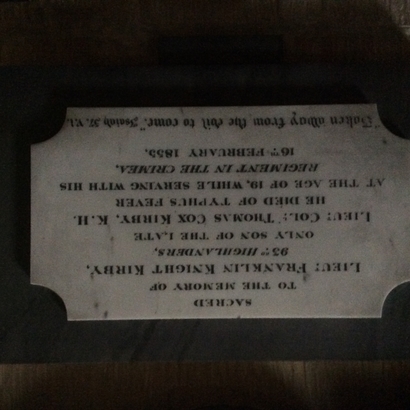 SACRED
TO THE MEMORY OF
LIEU: FRANKLIN KNIGHT KIRBY,
93RD HIGHLANDERS,
ONLY SON OF THE LATE
LIEU: COL: THOMAS COX KIRBY, K.H.
HE DIED OF TYPHUS FEVER
AT THE AGE OF 19, WHILE SERVING WITH HIS
REGIMENT IN THE CRIMEA,
16TH FEBRUARY 1855.
"Taken away from the evil to come." Isaiah 57. V.1.